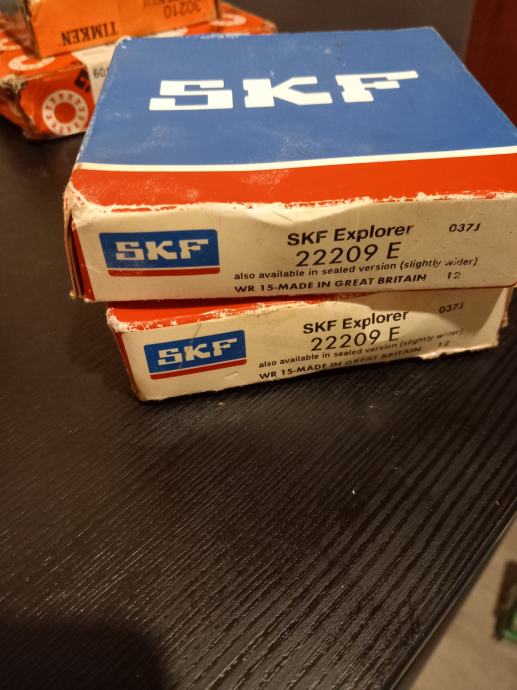 30210
TIMKEN
SKF
SKF
SKF Explorer 037J
22209 E
also available in sealed version (slightly wider)
WR 15-MADE IN GREAT BRITAIN 12
SKF
SKF Explorer 037J
22209 E
also available in sealed version (slightly wider)
WR 15-MADE IN GREAT BRITAIN 12